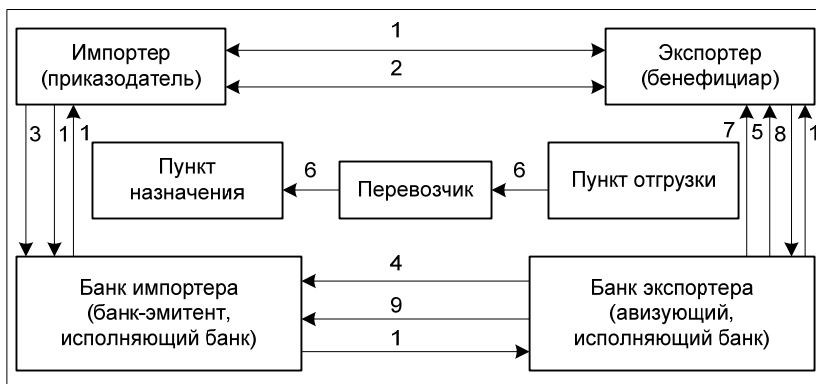 1
Импортер
(приказодатель)
Экспортер
(бенефициар)
2
3
1
1
7
5
8
1
Пункт
назначения
6
Перевозчик
6
Пункт отгрузки
4
Банк импортера
(банк-эмитент,
исполняющий банк)
9
1
Банк экспортера
(авизующий,
исполняющий банк)